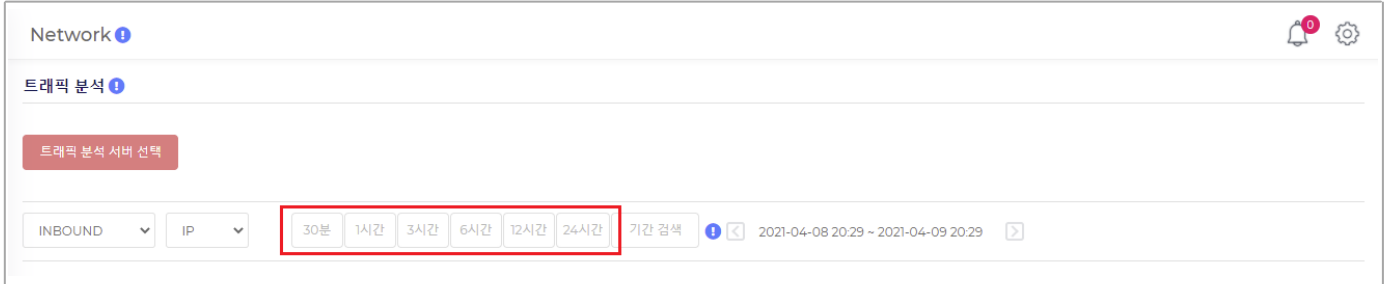 Network
0
트래픽 분석
트래픽 분석 서버 선택
INBOUND IP 30분 1시간 3시간 6시간 12시간 24시간 기간 검색 2021-04-08 20:29 ~ 2021-04-09 20:29